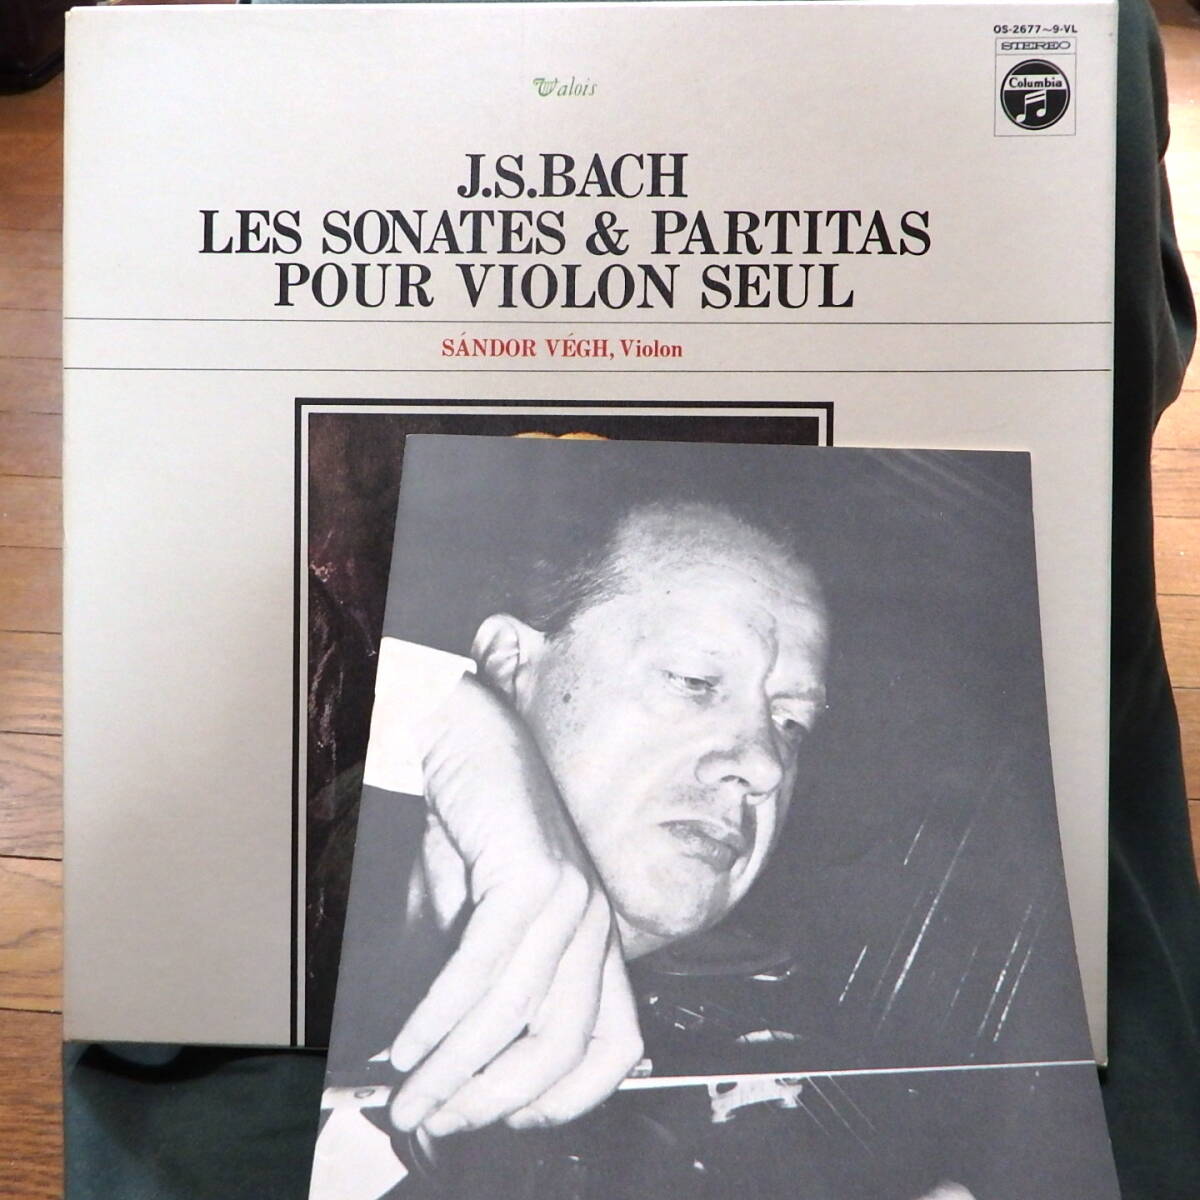 OS-2677~9-VL
STEREO
Columbia
Valois
J.S.BACH
LES SONATES & PARTITAS
POUR VIOLON SEUL
SÁNDOR VÉGH, Violon